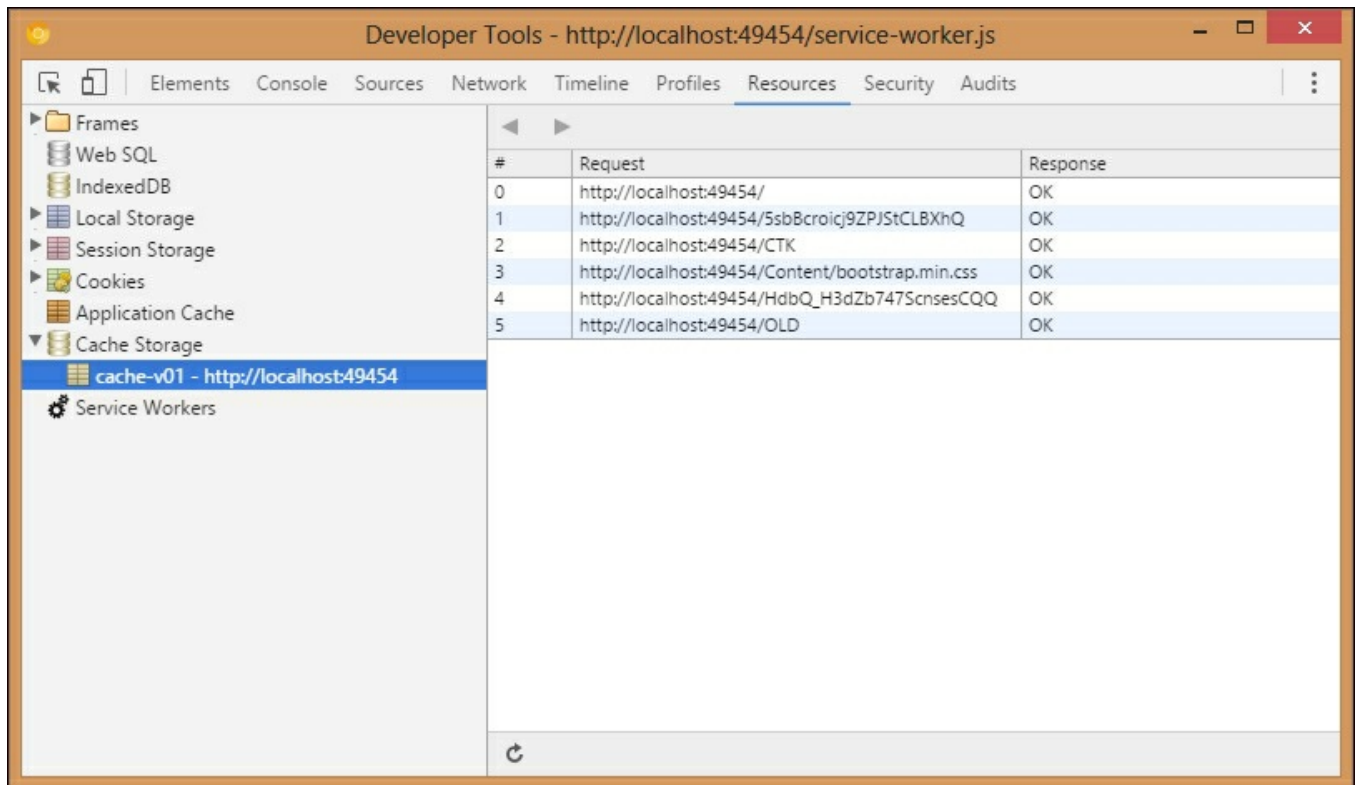 Developer Tools - http://localhost:49454/service-worker.js
Elements Console Sources Network Timeline Profiles Resources Security Audits
Frames
Web SQL
IndexedDB
Local Storage
Session Storage
Cookies
Application Cache
Cache Storage
cache-v01 - http://localhost:49454
Service Workers
# Request Response
0 http://localhost:49454/ OK
1 http://localhost:49454/5sbBcroicj9ZPJStCLBXhQ OK
2 http://localhost:49454/CTK OK
3 http://localhost:49454/Content/bootstrap.min.css OK
4 http://localhost:49454/HdbQ_H3dZb747ScnsesCQQ OK
5 http://localhost:49454/OLD OK